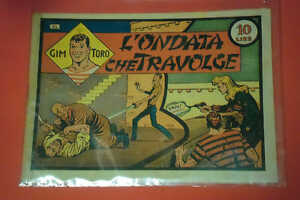 GIM
TORO
L'ONDATA
CHE TRAVOLGE
10
LIRE